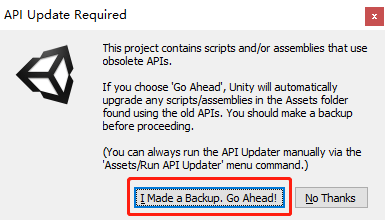 API Update Required
This project contains scripts and/or assemblies that use
obsolete APIs.
If you choose 'Go Ahead', Unity will automatically
upgrade any scripts/assemblies in the Assets folder
found using the old APIs. You should make a backup
before proceeding.
(You can always run the API Updater manually via the
'Assets/Run API Updater' menu command.)
I Made a Backup. Go Ahead!
No Thanks